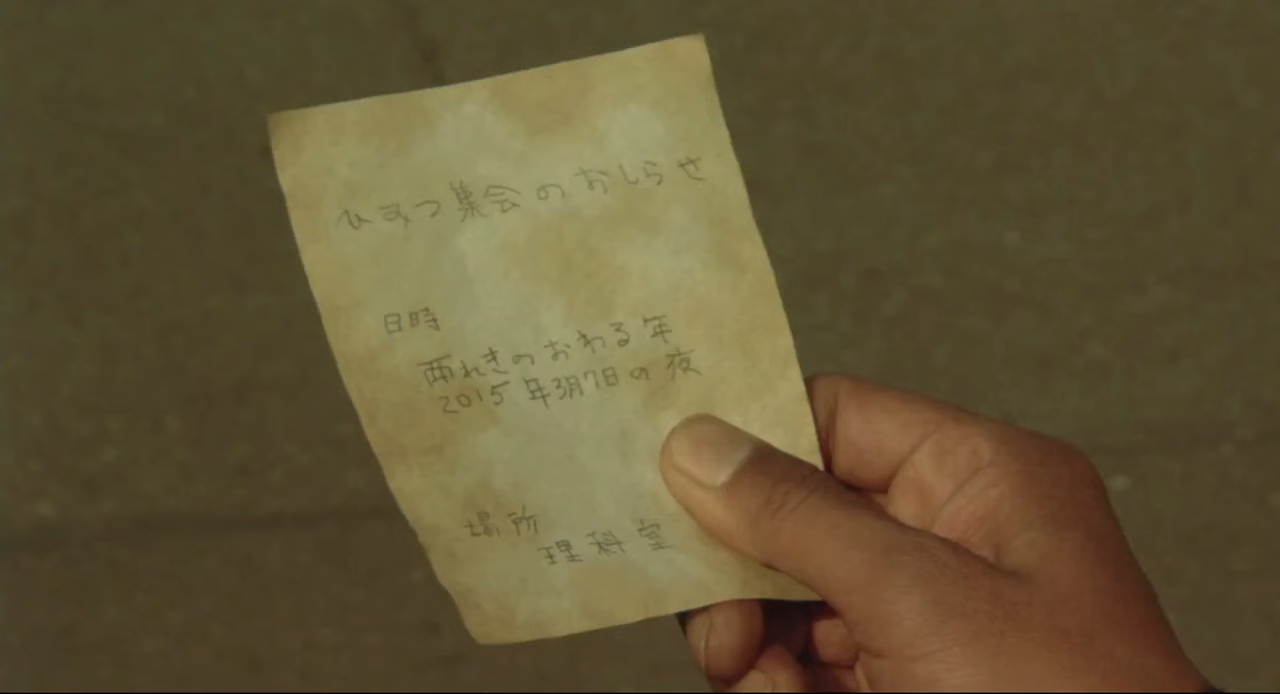 ひみつ集会のおしらせ
日時
西れきのおわる年
2015年3月7日の夜
場所
理科室